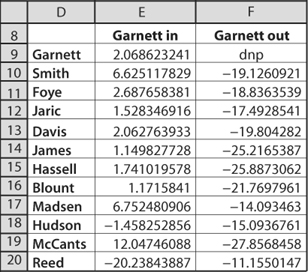 D E F
8 Garnett in Garnett out
9 Garnett 2.068623241 dnp
10 Smith 6.625117829 −19.1260921
11 Foye 2.687658381 −18.8363539
12 Jaric 1.528346916 −17.4928541
13 Davis 2.062763933 −19.804282
14 James 1.149827728 −25.2165387
15 Hassell 1.741019578 −25.8873062
16 Blount 1.1715841 −21.7697961
17 Madsen 6.752480906 −14.093463
18 Hudson −1.458252856 −15.0936761
19 McCants 12.04746088 −27.8568458
20 Reed −20.23843887 −11.1550147